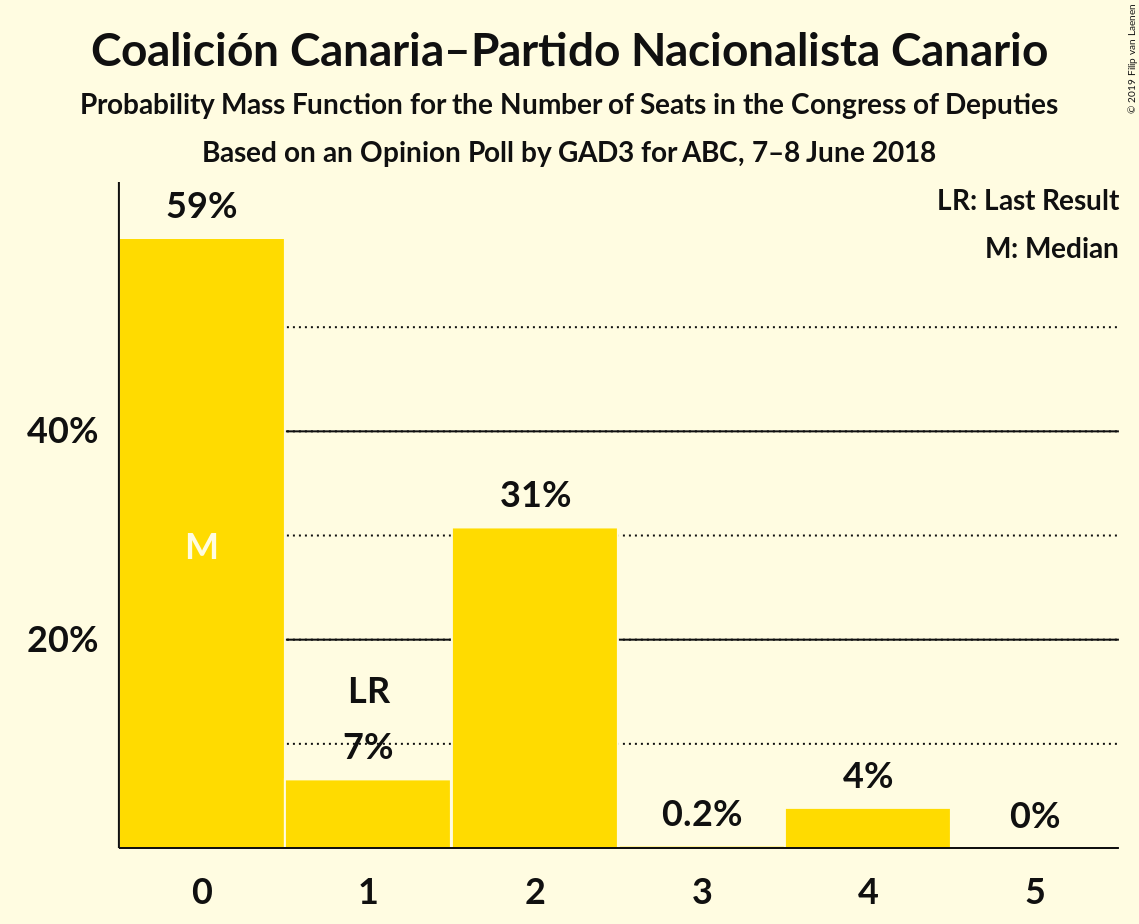 Coalición Canaria–Partido Nacionalista Canario
Probability Mass Function for the Number of Seats in the Congress of Deputies
Based on an Opinion Poll by GAD3 for ABC, 7–8 June 2018
© 2019 Filip van Laenen
LR: Last Result
M: Median
59%
40%
31%
M
20%
LR
7%
4%
0.2%
0%
0 1 2 3 4 5